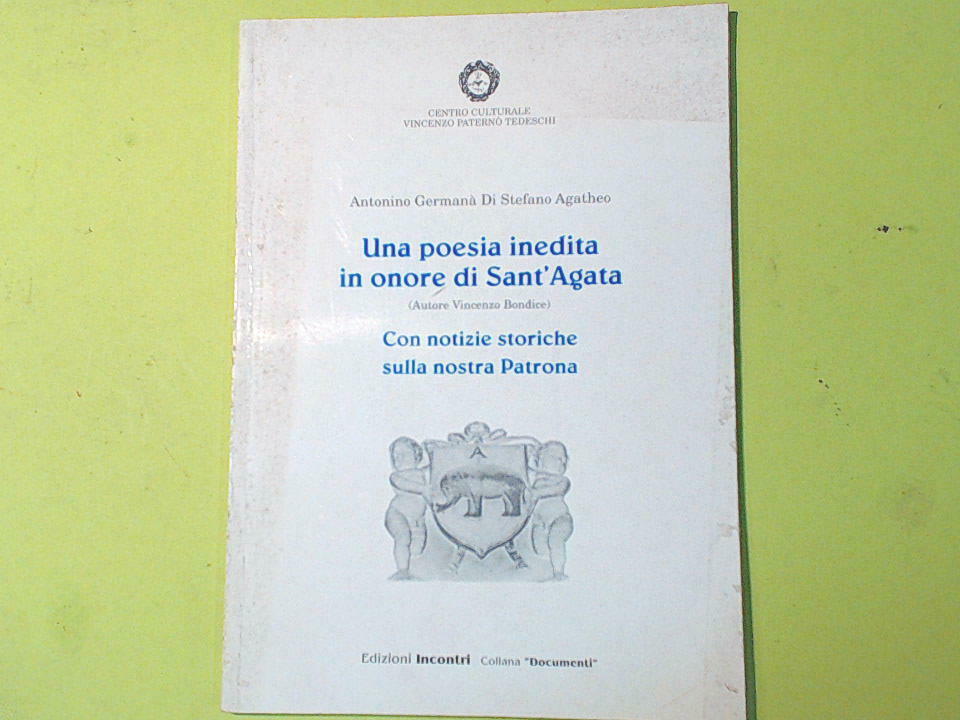 CENTRO CULTURALE
VINCENZO PATERNÒ TEDESCHI
Antonino Germanà Di Stefano Agatheo
Una poesia inedita
in onore di Sant'Agata
(Autore Vincenzo Bondice)
Con notizie storiche
sulla nostra Patrona
A
Edizioni Incontri Collana "Documenti"